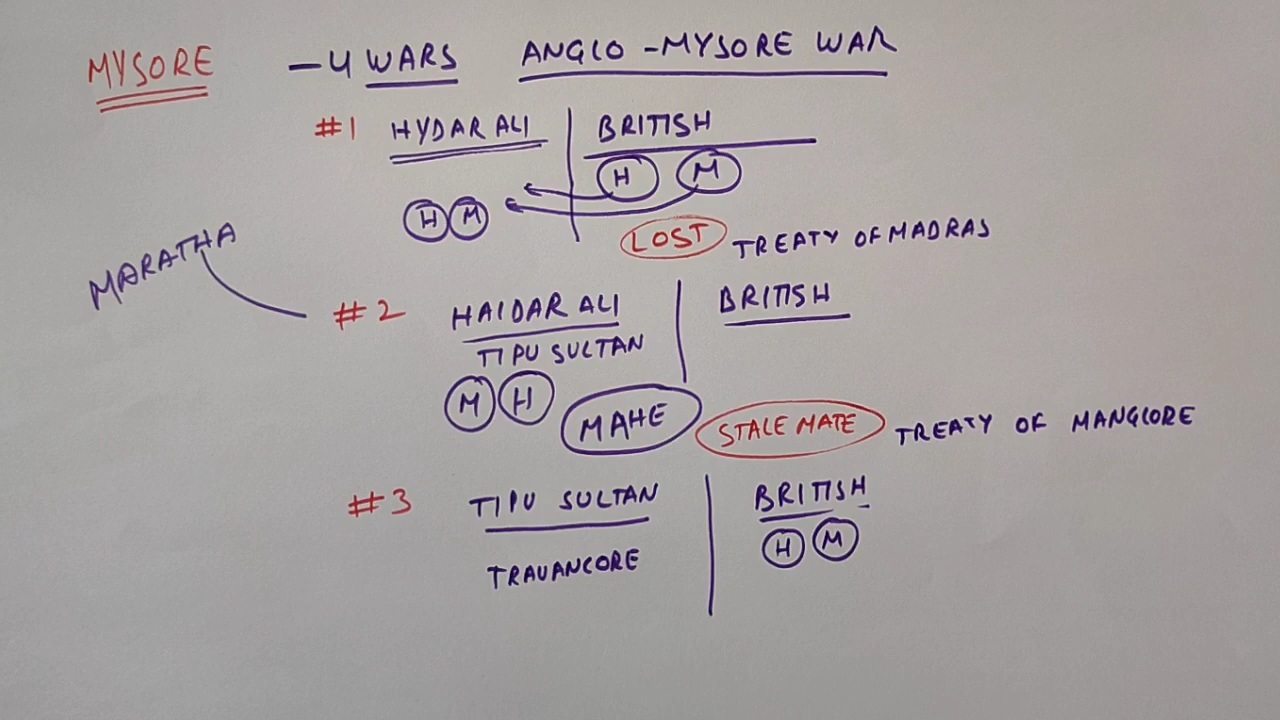 MYSORE – 4 WARS ANGLO-MYSORE WAR
#1 HYDAR ALI BRITISH
H M
H M
LOST TREATY OF MADRAS
MARATHA
#2 HAIDAR ALI BRITISH
TIPU SULTAN
M H
MAHE STALE MATE TREATY OF MANGLORE
#3 TIPU SULTAN BRITISH
H M
TRAVANCORE